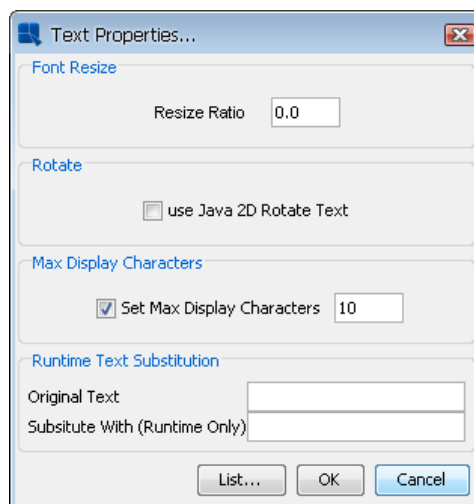 Text Properties...
Font Resize
Resize Ratio 0.0
Rotate
use Java 2D Rotate Text
Max Display Characters
Set Max Display Characters 10
Runtime Text Substitution
Original Text
Subsitute With (Runtime Only)
List... OK Cancel